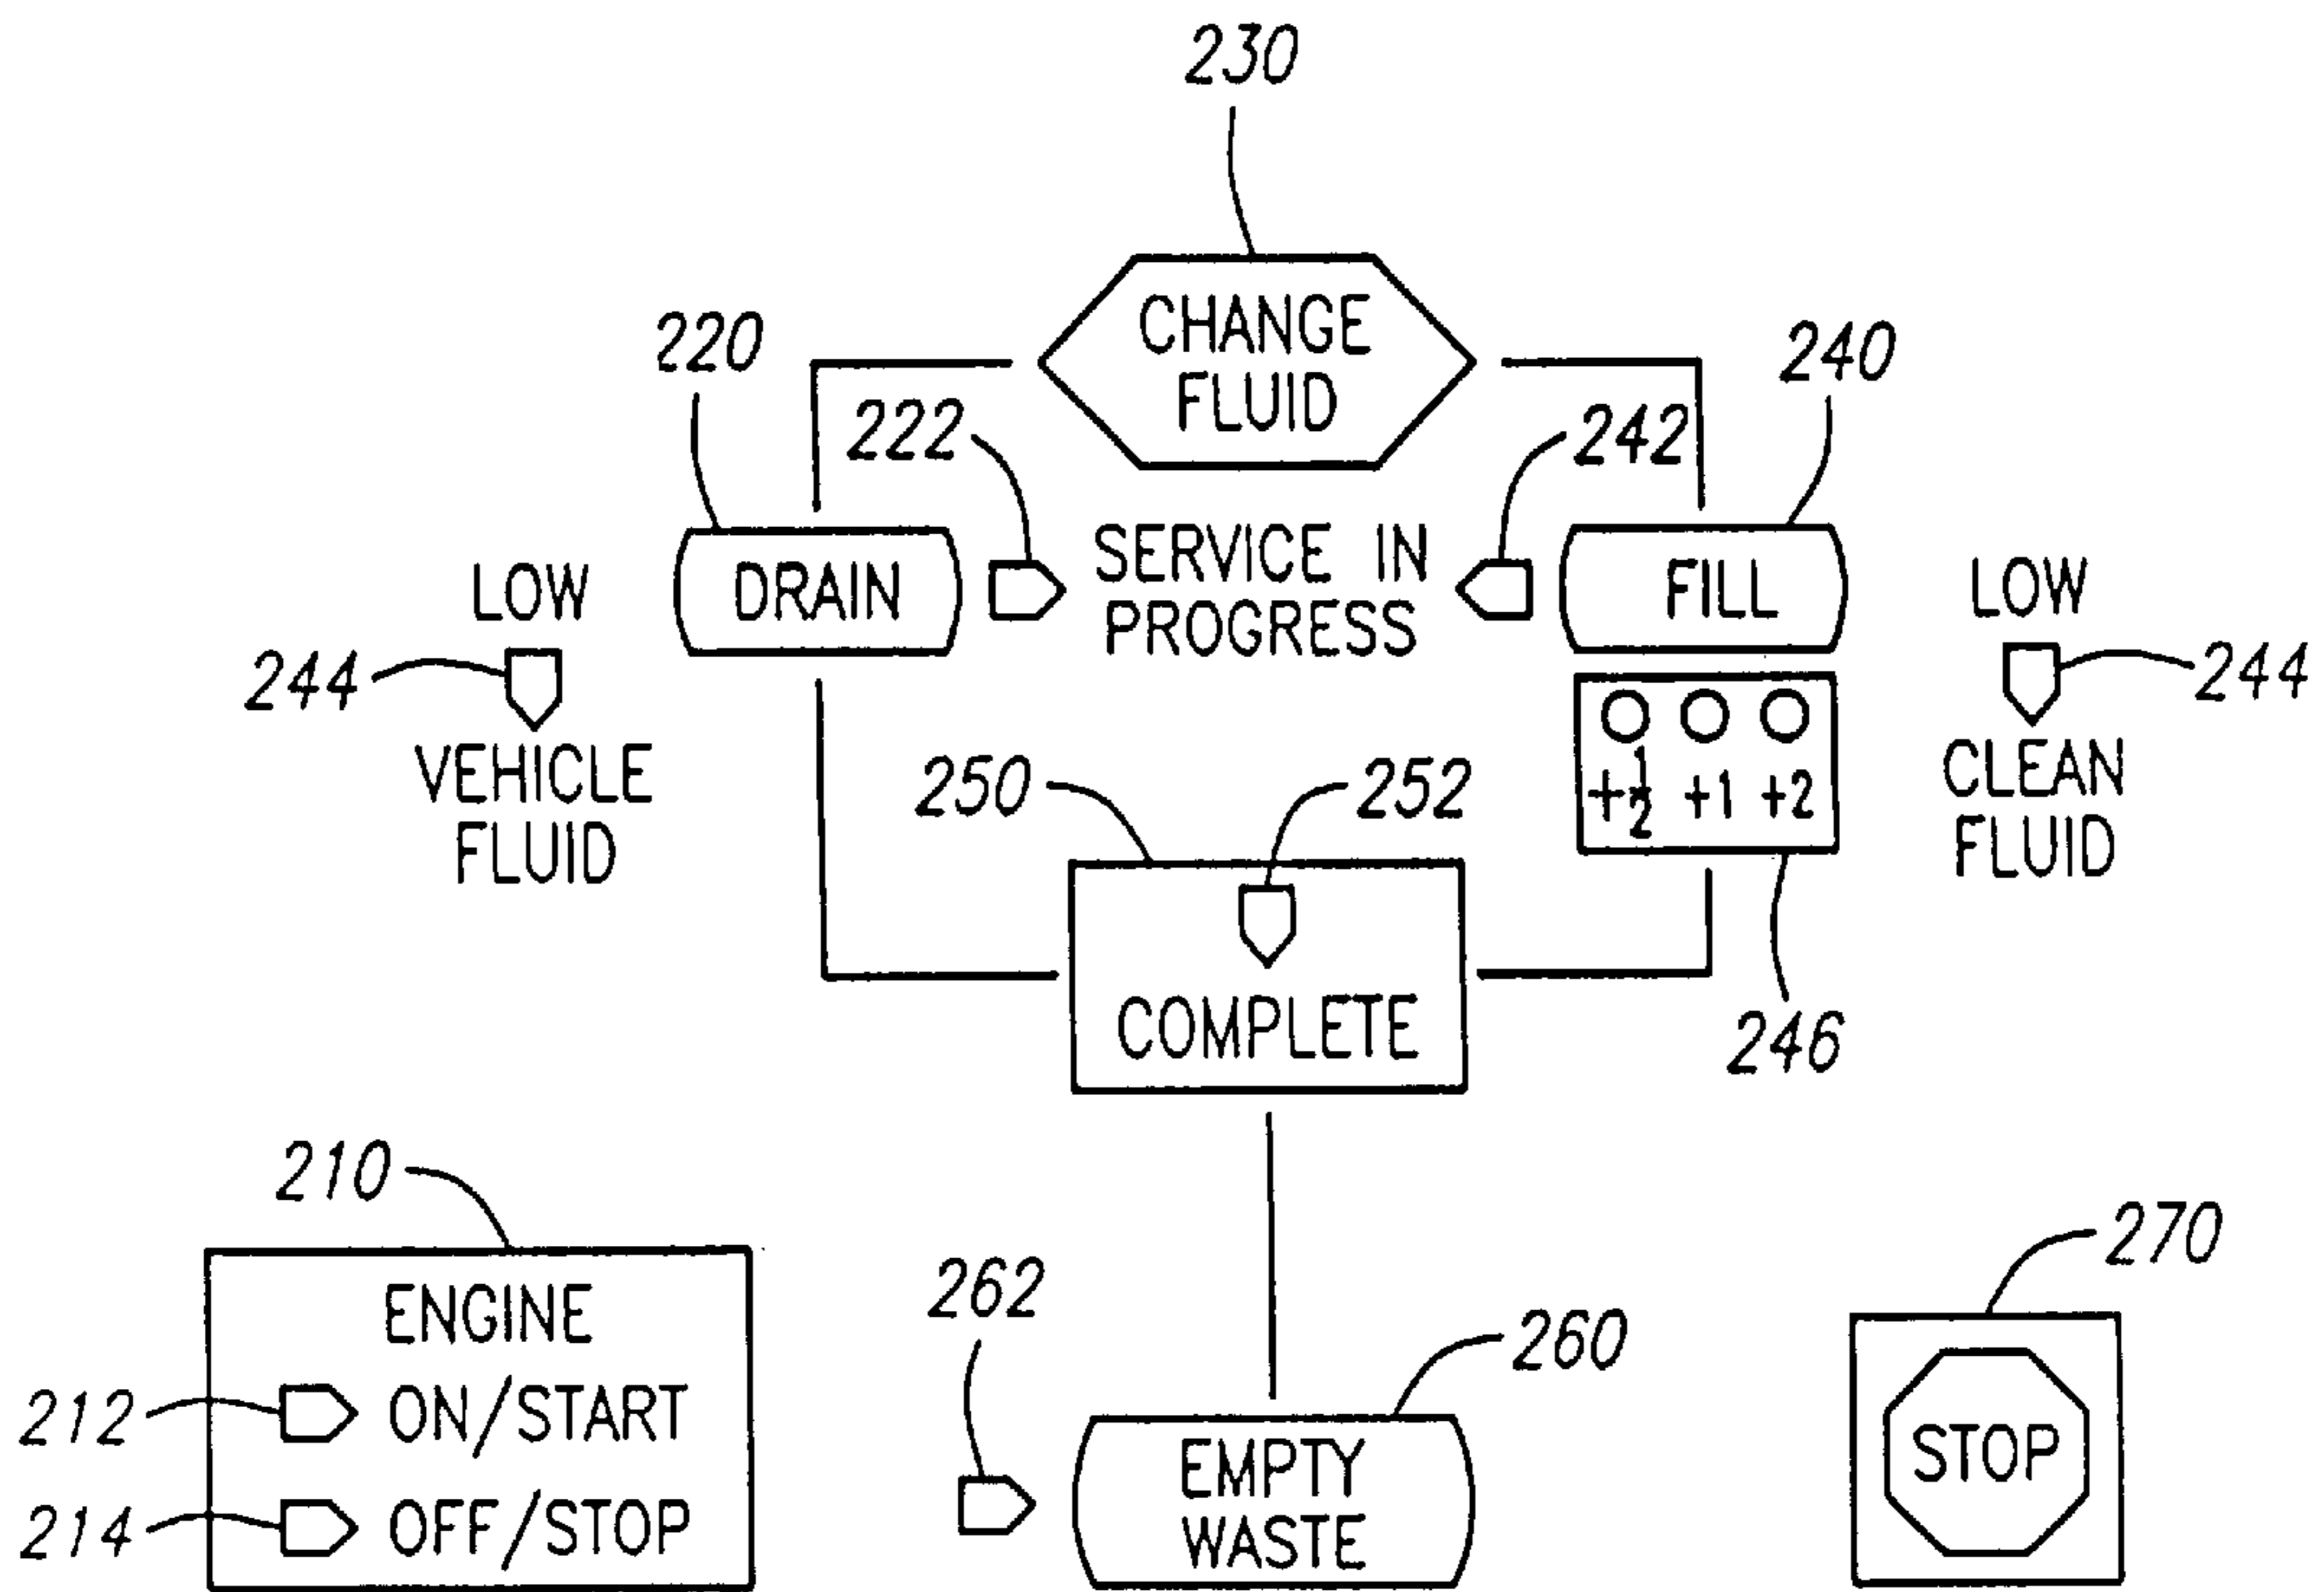 230
CHANGE
FLUID
220
240
222
242
DRAIN
SERVICE IN
PROGRESS
FILL
LOW
LOW
244
244
VEHICLE
FLUID
+1/2 +1 +2
CLEAN
FLUID
250
252
COMPLETE
246
210
ENGINE
212
ON/START
214
OFF/STOP
262
260
EMPTY
WASTE
270
STOP